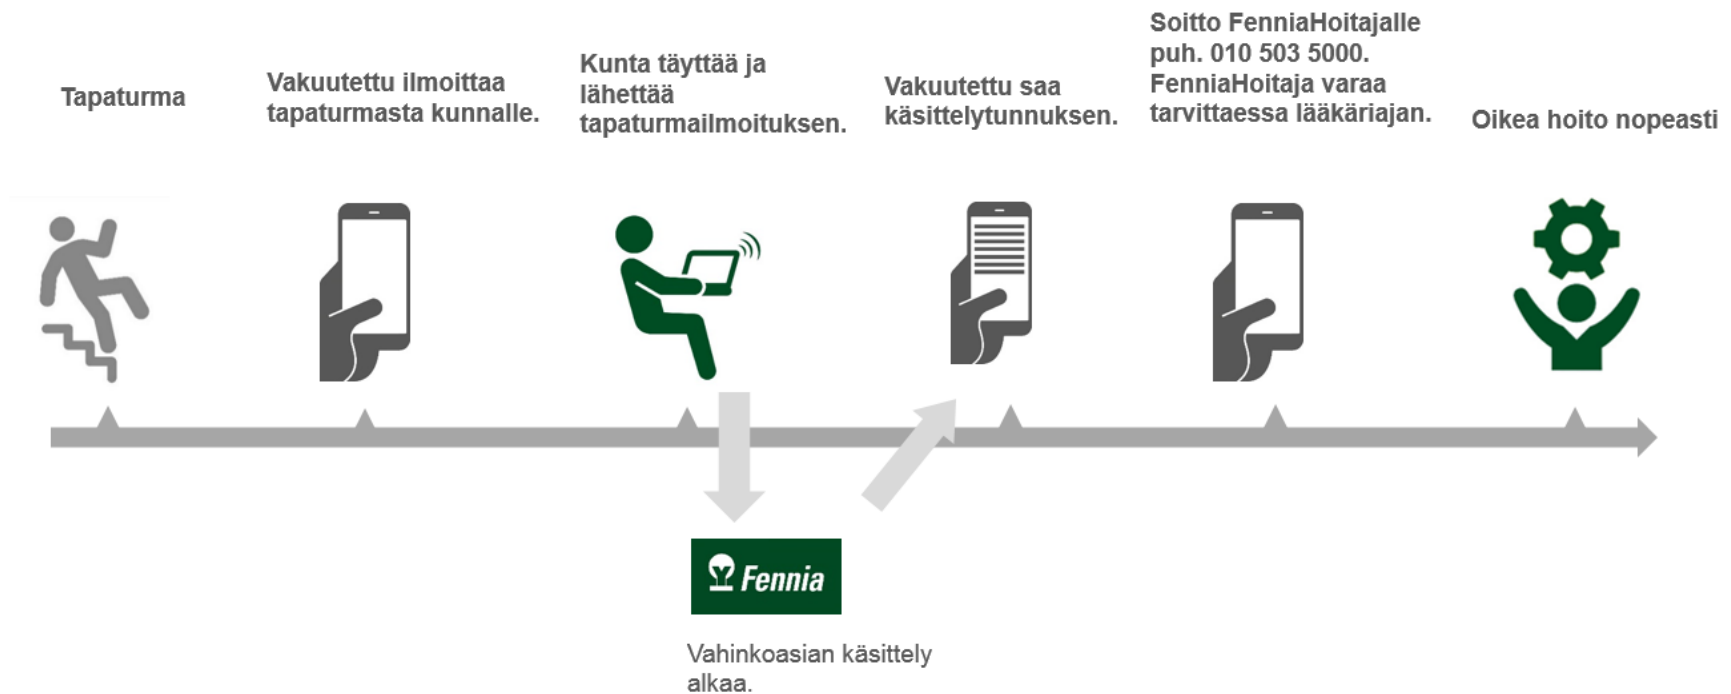 Tapaturma
Vakuutettu ilmoittaa
tapaturmasta kunnalle.
Kunta täyttää ja
lähettää
tapaturmailmoituksen.
Vakuutettu saa
käsittelytunnuksen.
Soitto FenniaHoitajalle
puh. 010 503 5000.
FenniaHoitaja varaa
tarvittaessa lääkäriajan.
Oikea hoito nopeasti
Fennia
Vahinkoasian käsittely
alkaa.